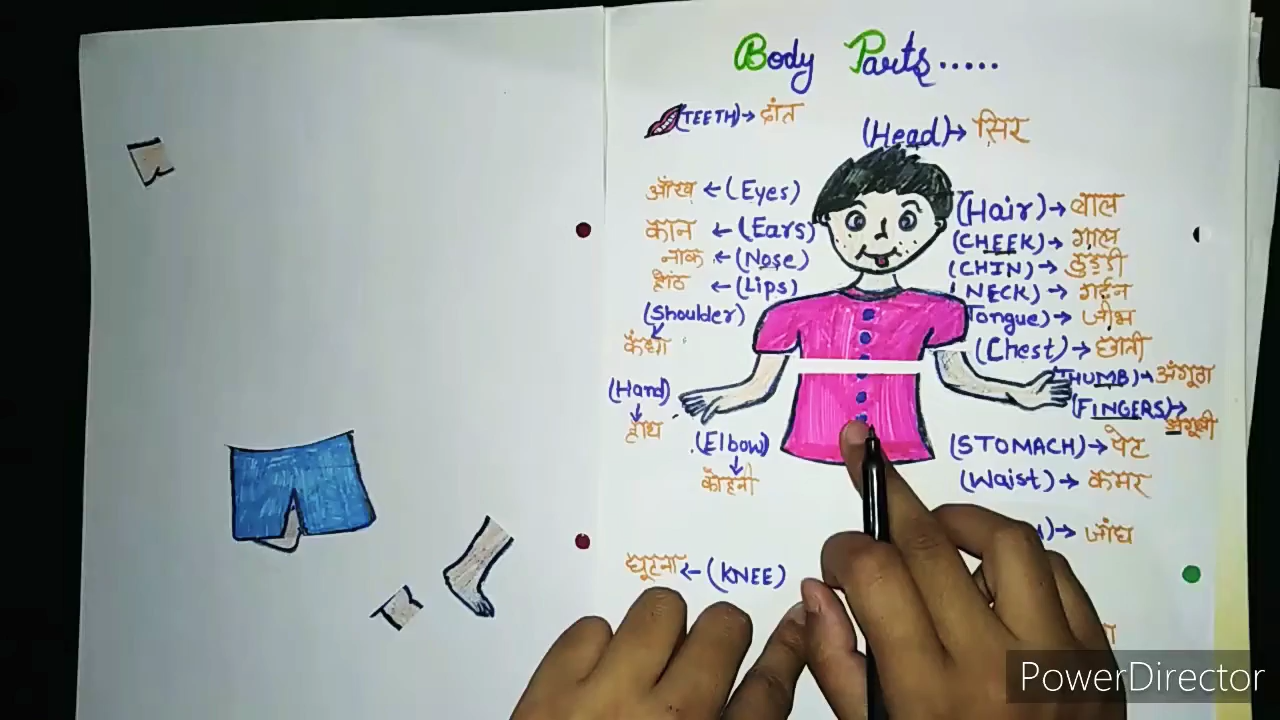 Body Parts.....
(TEETH)→ दांत
(Head)→ सिर
आँख ←(Eyes)
कान ←(Ears)
नाक ←(Nose)
होंठ ←(Lips)
(Shoulder)
कंधा
(Hand)
हाथ
(Elbow)
कोहनी
घूटना ←(KNEE)
(Hair)→ बाल
(CHEEK)→ गाल
(CHIN)→ ठुड्डी
(NECK)→ गर्दन
Tongue)→ जीभ
(Chest)→ छाती
THUMB)→ अंगूठा
(FINGERS)→
(STOMACH)→ पेट
(Waist)→ कमर
)→ जांघ
PowerDirector